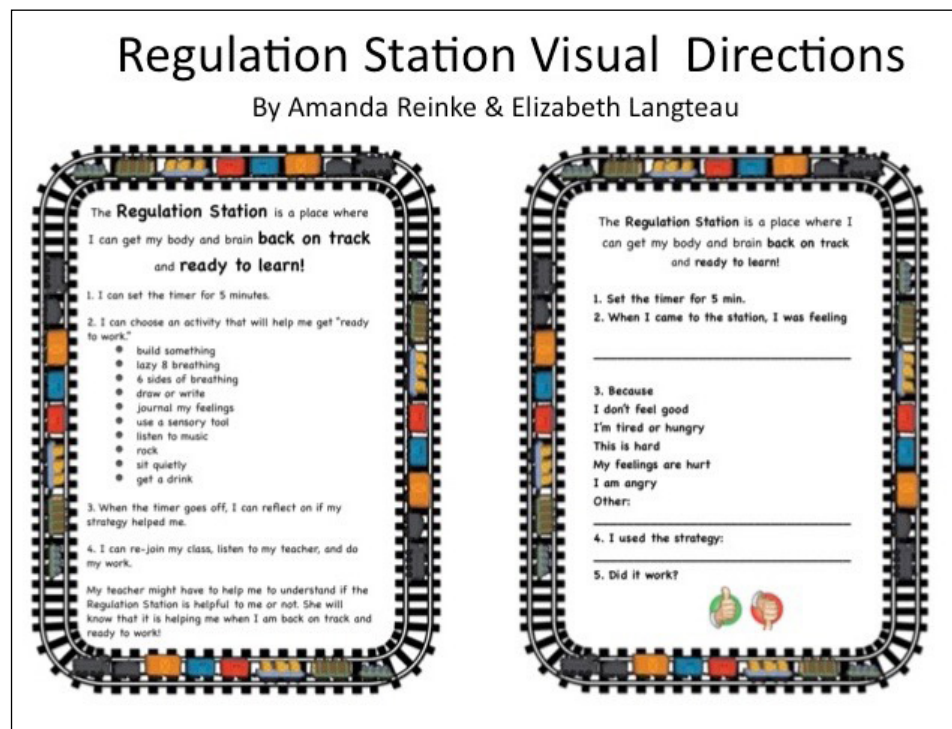 Regulation Station Visual Directions
By Amanda Reinke & Elizabeth Langteau
The Regulation Station is a place where
I can get my body and brain back on track
and ready to learn!
1. I can set the timer for 5 minutes.
2. I can choose an activity that will help me get "ready
to work."
● build something
● lazy 8 breathing
● 6 sides of breathing
● draw or write
● journal my feelings
● use a sensory tool
● listen to music
● rock
● sit quietly
● get a drink
3. When the timer goes off, I can reflect on if my
strategy helped me.
4. I can re-join my class, listen to my teacher, and do
my work.
My teacher might have to help me to understand if the
Regulation Station is helpful to me or not. She will
know that it is helping me when I am back on track and
ready to work!
The Regulation Station is a place where I
can get my body and brain back on track
and ready to learn!
1. Set the timer for 5 min.
2. When I came to the station, I was feeling
3. Because
I don't feel good
I'm tired or hungry
This is hard
My feelings are hurt
I am angry
Other:
4. I used the strategy:
5. Did it work?